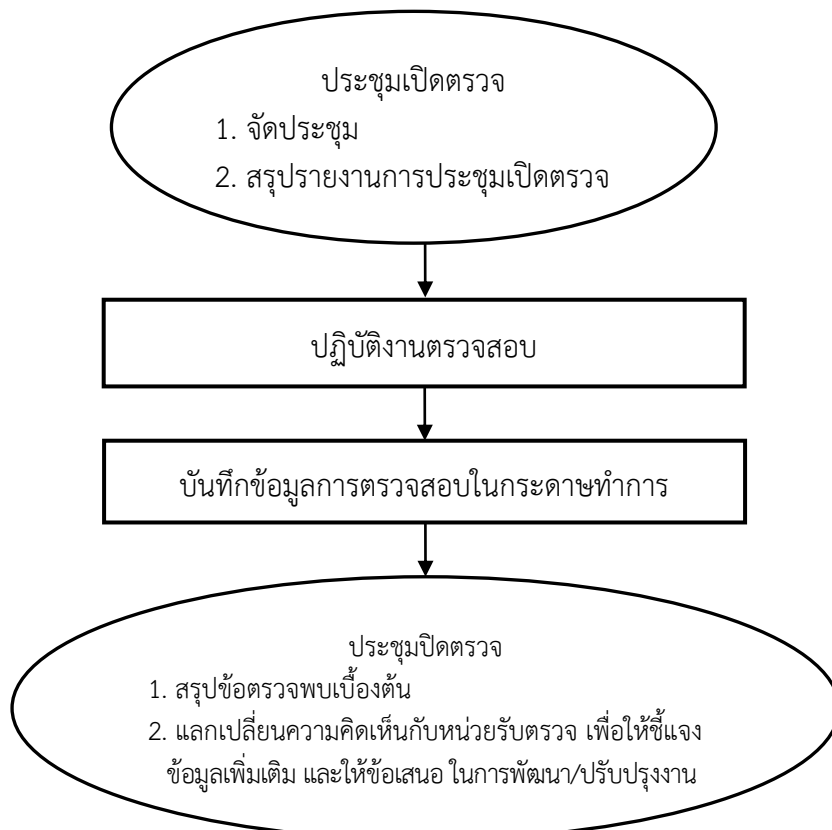 ประชุมเปิดตรวจ
1. จัดประชุม
2. สรุปรายงานการประชุมเปิดตรวจ
ปฏิบัติงานตรวจสอบ
บันทึกข้อมูลการตรวจสอบในกระดาษทำการ
ประชุมปิดตรวจ
1. สรุปข้อตรวจพบเบื้องต้น
2. แลกเปลี่ยนความคิดเห็นกับหน่วยรับตรวจ เพื่อให้ชี้แจง
ข้อมูลเพิ่มเติม และให้ข้อเสนอ ในการพัฒนา/ปรับปรุงงาน